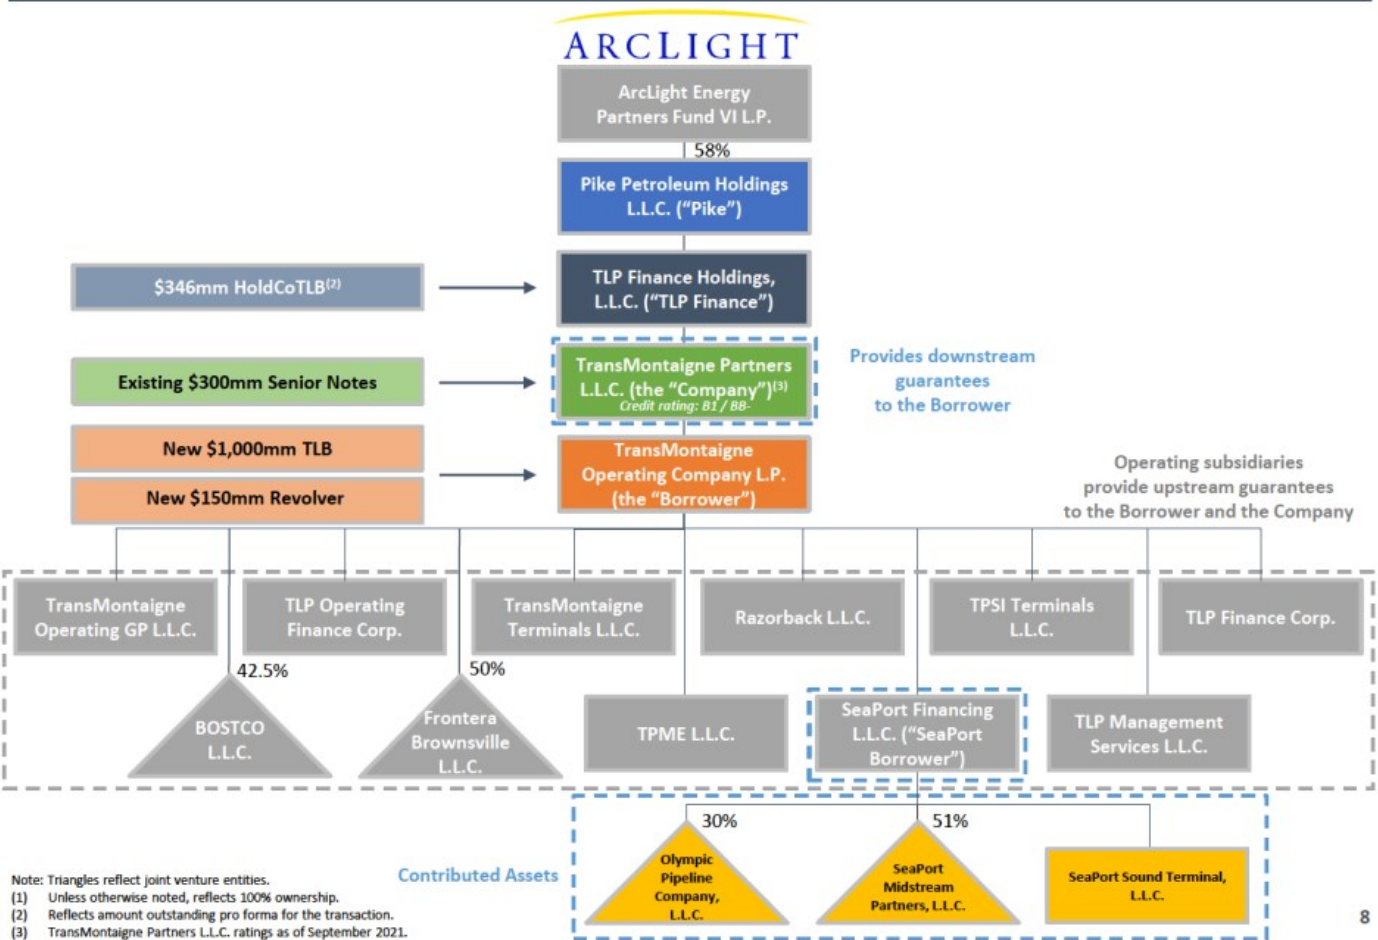 ARCLIGHT
ArcLight Energy
Partners Fund VI L.P.
58%
Pike Petroleum Holdings
L.L.C. (“Pike”)
$346mm HoldCoTLB(2)
TLP Finance Holdings,
L.L.C. (“TLP Finance”)
Existing $300mm Senior Notes
TransMontaigne Partners
L.L.C. (the “Company”)(3)
Credit rating: B1 / BB-
Provides downstream
guarantees
to the Borrower
New $1,000mm TLB
New $150mm Revolver
TransMontaigne
Operating Company L.P.
(the “Borrower”)
Operating subsidiaries
provide upstream guarantees
to the Borrower and the Company
TransMontaigne
Operating GP L.L.C.
TLP Operating
Finance Corp.
TransMontaigne
Terminals L.L.C.
Razorback L.L.C.
TPSI Terminals
L.L.C.
TLP Finance Corp.
42.5%
BOSTCO
L.L.C.
50%
Frontera
Brownsville
L.L.C.
TPME L.L.C.
SeaPort Financing
L.L.C. (“SeaPort
Borrower”)
TLP Management
Services L.L.C.
Contributed Assets
30%
Olympic
Pipeline
Company,
L.L.C.
51%
SeaPort
Midstream
Partners, L.L.C.
SeaPort Sound Terminal,
L.L.C.
Note: Triangles reflect joint venture entities.
(1) Unless otherwise noted, reflects 100% ownership.
(2) Reflects amount outstanding pro forma for the transaction.
(3) TransMontaigne Partners L.L.C. ratings as of September 2021.
8